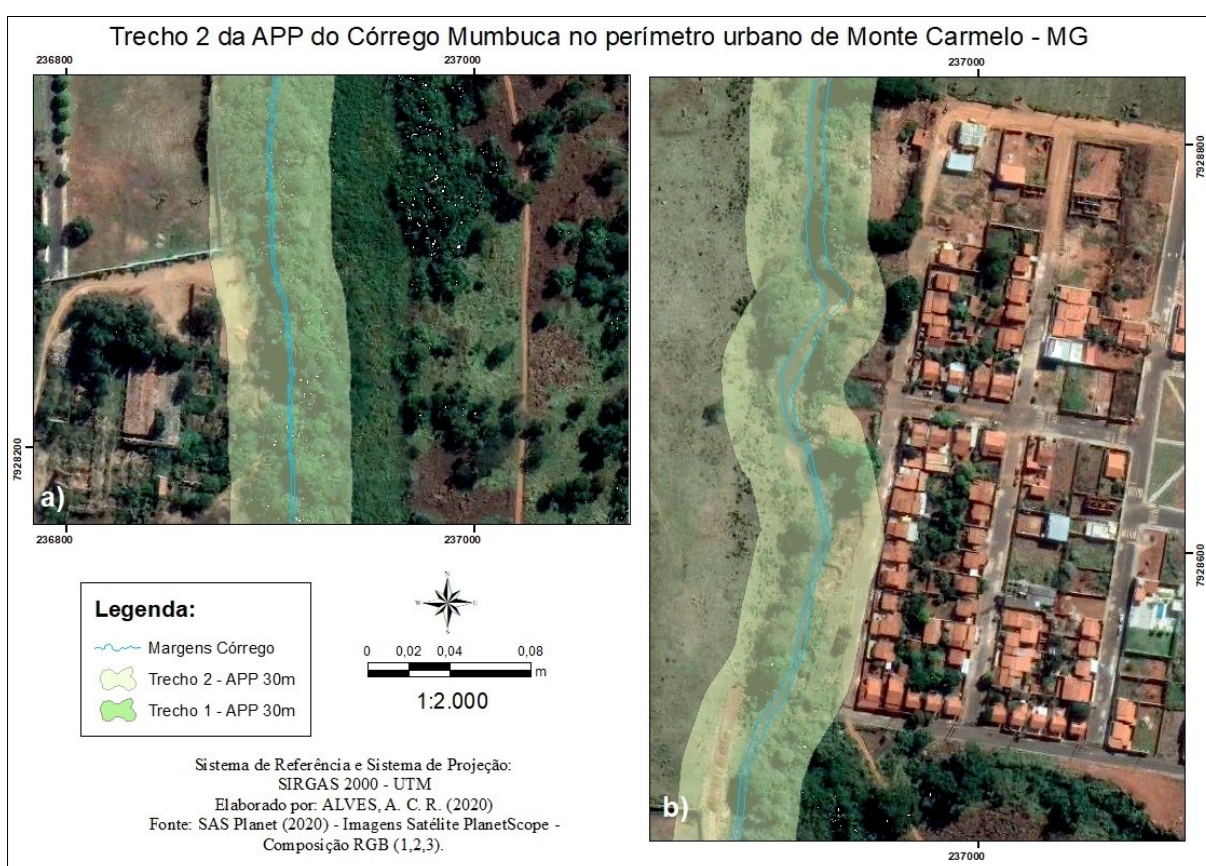 Trecho 2 da APP do Córrego Mumbuca no perímetro urbano de Monte Carmelo - MG
236800
237000
7928200
a)
236800
237000
237000
7928800
7928600
b)
237000
Legenda:
Margens Córrego
Trecho 2 - APP 30m
Trecho 1 - APP 30m
N
W
E
S
0 0,02 0,04 0,08
m
1:2.000
Sistema de Referência e Sistema de Projeção:
SIRGAS 2000 - UTM
Elaborado por: ALVES, A. C. R. (2020)
Fonte: SAS Planet (2020) - Imagens Satélite PlanetScope -
Composição RGB (1,2,3).